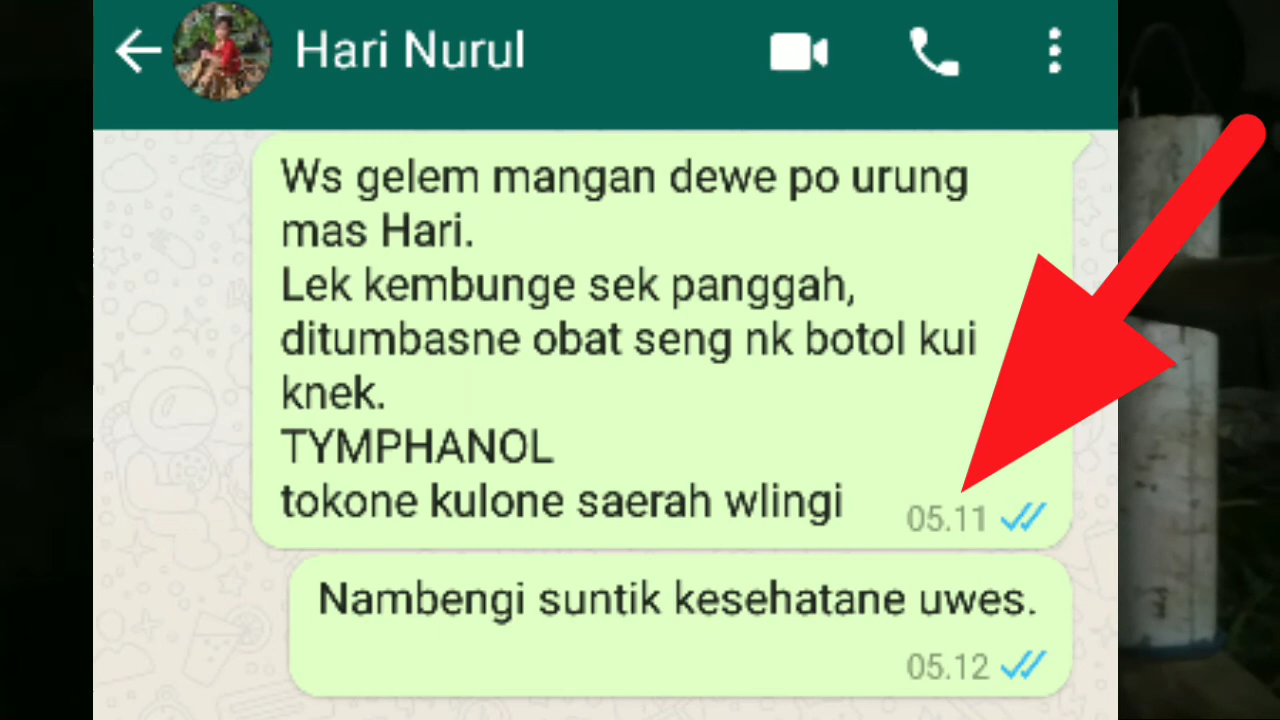 Hari Nurul
Ws gelem mangan dewe po urung
mas Hari.
Lek kembunge sek panggah,
ditumbasne obat seng nk botol kui
knek.
TYMPHANOL
tokone kulone saerah wlingi
05.11
Nambengi suntik kesehatane uwes.
05.12